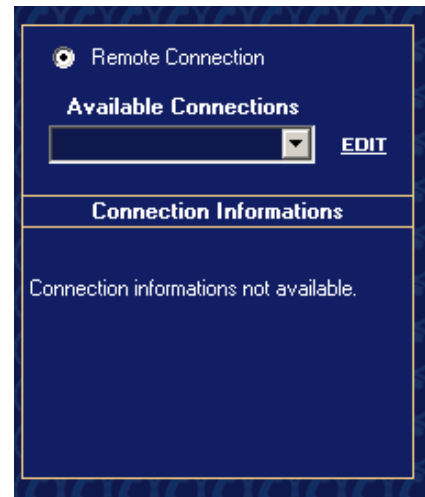 Remote Connection
Available Connections
EDIT
Connection Informations
Connection informations not available.